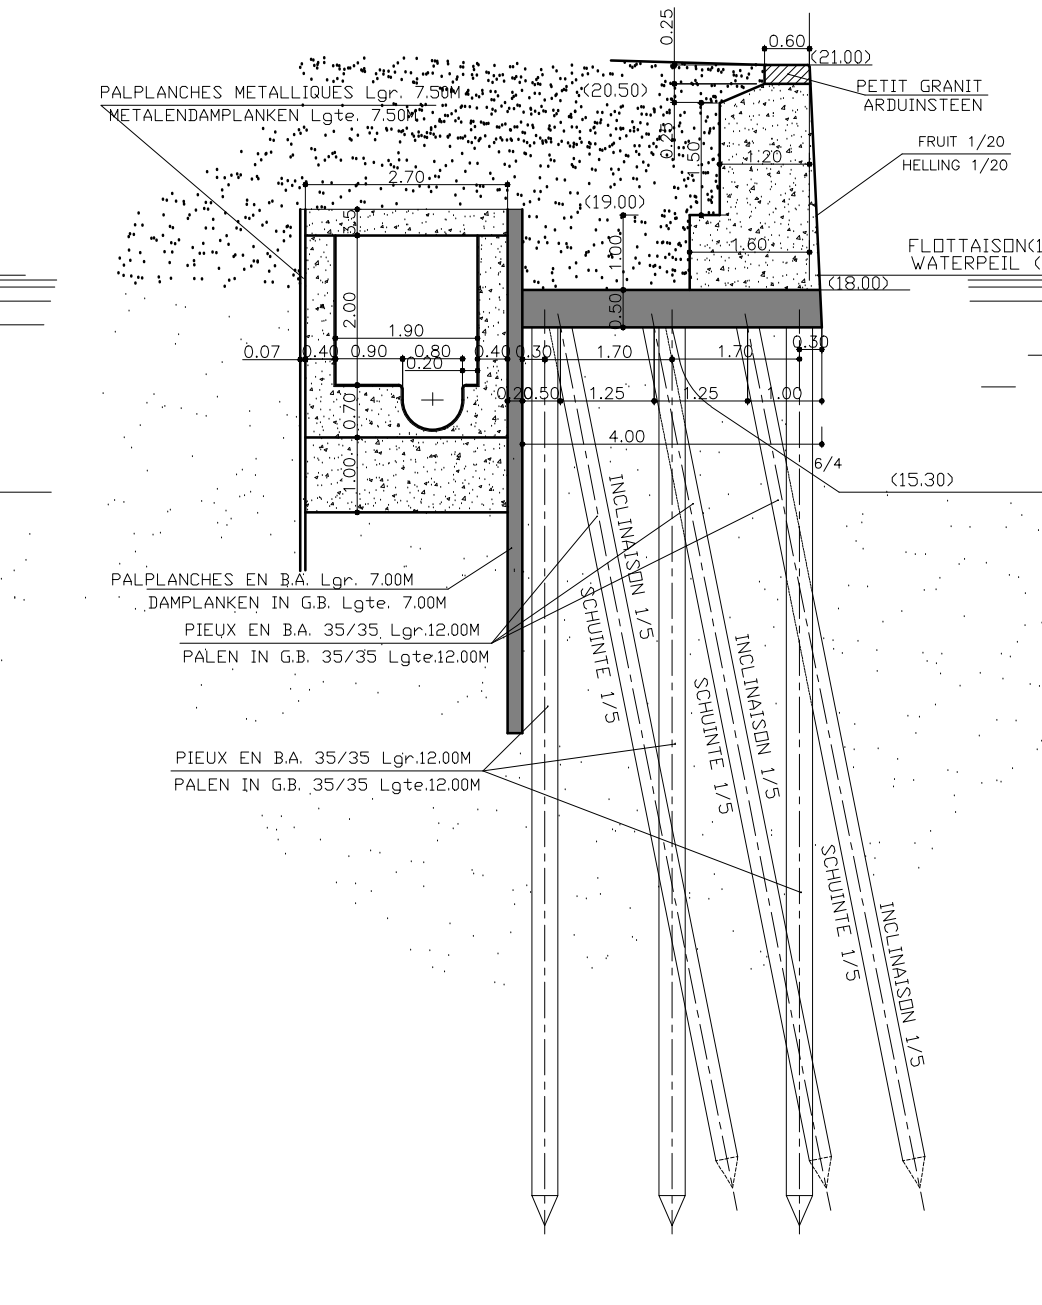 0.25
0.60
(21.00)
PETIT GRANIT
ARDUINSTEEN
(20.50)
PALPLANCHES METALLIQUES Lgr. 7.50M
METALENDAMPLANKEN Lgte. 7.50M
0.25
1.50
1.20
FRUIT 1/20
HELLING 1/20
2.70
(19.00)
1.00
1.60
FLOTTAISON(1
WATERPEIL (
(18.00)
2.00
0.50
1.90
0.07
0.40
0.90
0.80
0.40
0.30
1.70
1.70
0.30
0.20
0.70
0.20
0.50
1.25
1.25
1.00
4.00
6/4
1.00
(15.30)
PALPLANCHES EN B.A. Lgr. 7.00M
DAMPLANKEN IN G.B. Lgte. 7.00M
PIEUX EN B.A. 35/35 Lgr.12.00M
PALEN IN G.B. 35/35 Lgte.12.00M
INCLINAISON 1/5
SCHUINTE 1/5
INCLINAISON 1/5
SCHUINTE 1/5
PIEUX EN B.A. 35/35 Lgr.12.00M
PALEN IN G.B. 35/35 Lgte.12.00M
SCHUINTE 1/5
INCLINAISON 1/5